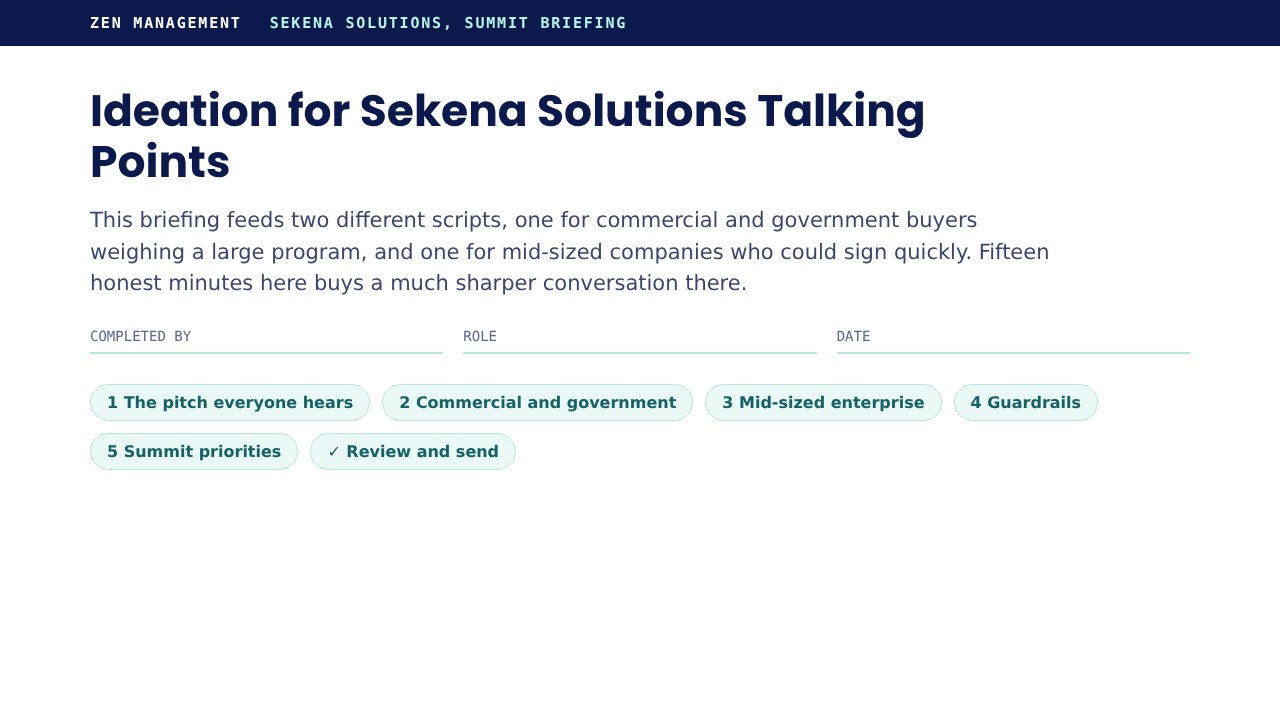 ZEN MANAGEMENT SEKENA SOLUTIONS, SUMMIT BRIEFING
Ideation for Sekena Solutions Talking
Points
This briefing feeds two different scripts, one for commercial and government buyers
weighing a large program, and one for mid-sized companies who could sign quickly. Fifteen
honest minutes here buys a much sharper conversation there.
COMPLETED BY ROLE DATE
1 The pitch everyone hears 2 Commercial and government 3 Mid-sized enterprise 4 Guardrails
5 Summit priorities ✓ Review and send